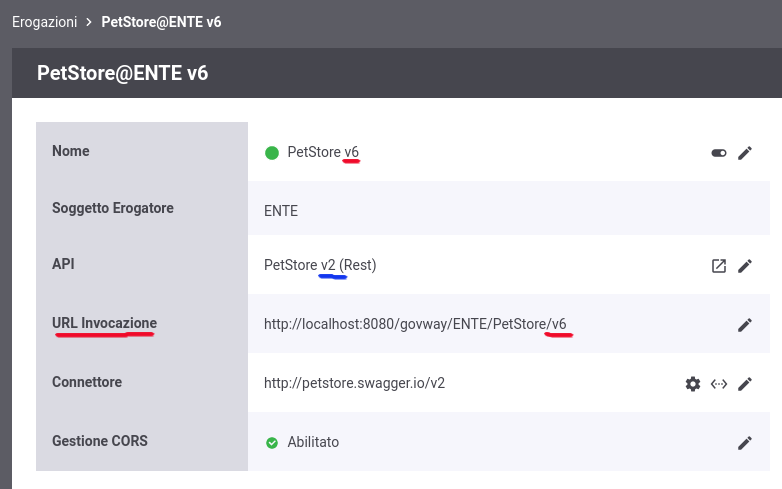 Erogazioni > PetStore@ENTE v6
PetStore@ENTE v6
Nome PetStore v6
Soggetto Erogatore ENTE
API PetStore v2 (Rest)
URL Invocazione http://localhost:8080/govway/ENTE/PetStore/v6
Connettore http://petstore.swagger.io/v2
Gestione CORS Abilitato